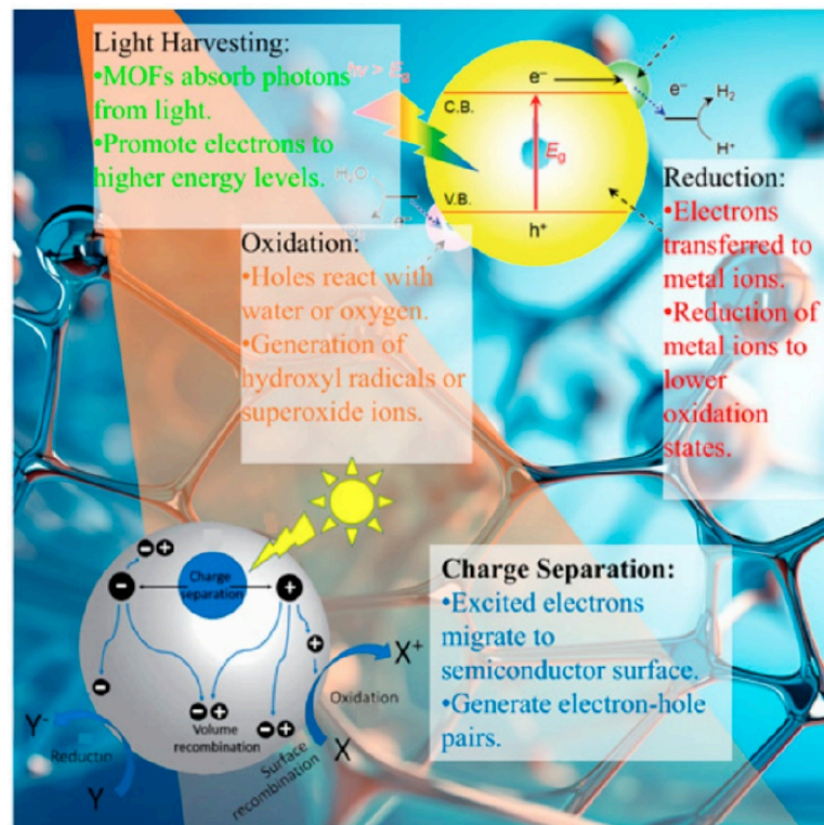 Light Harvesting:
•MOFs absorb photons
from light.
•Promote electrons to
higher energy levels.
hν > Eg
e⁻
C.B.
Eg
V.B.
h⁺
e⁻
H₂
H⁺
H₂O
e⁻
Reduction:
•Electrons
transferred to
metal ions.
•Reduction of
metal ions to
lower
oxidation
states.
Oxidation:
•Holes react with
water or oxygen.
•Generation of
hydroxyl radicals or
superoxide ions.
Charge
separation
X⁺
Oxidation
X
Volume
recombination
Surface
recombination
Y⁻
Reductin
Y
Charge Separation:
•Excited electrons
migrate to
semiconductor surface.
•Generate electron-hole
pairs.